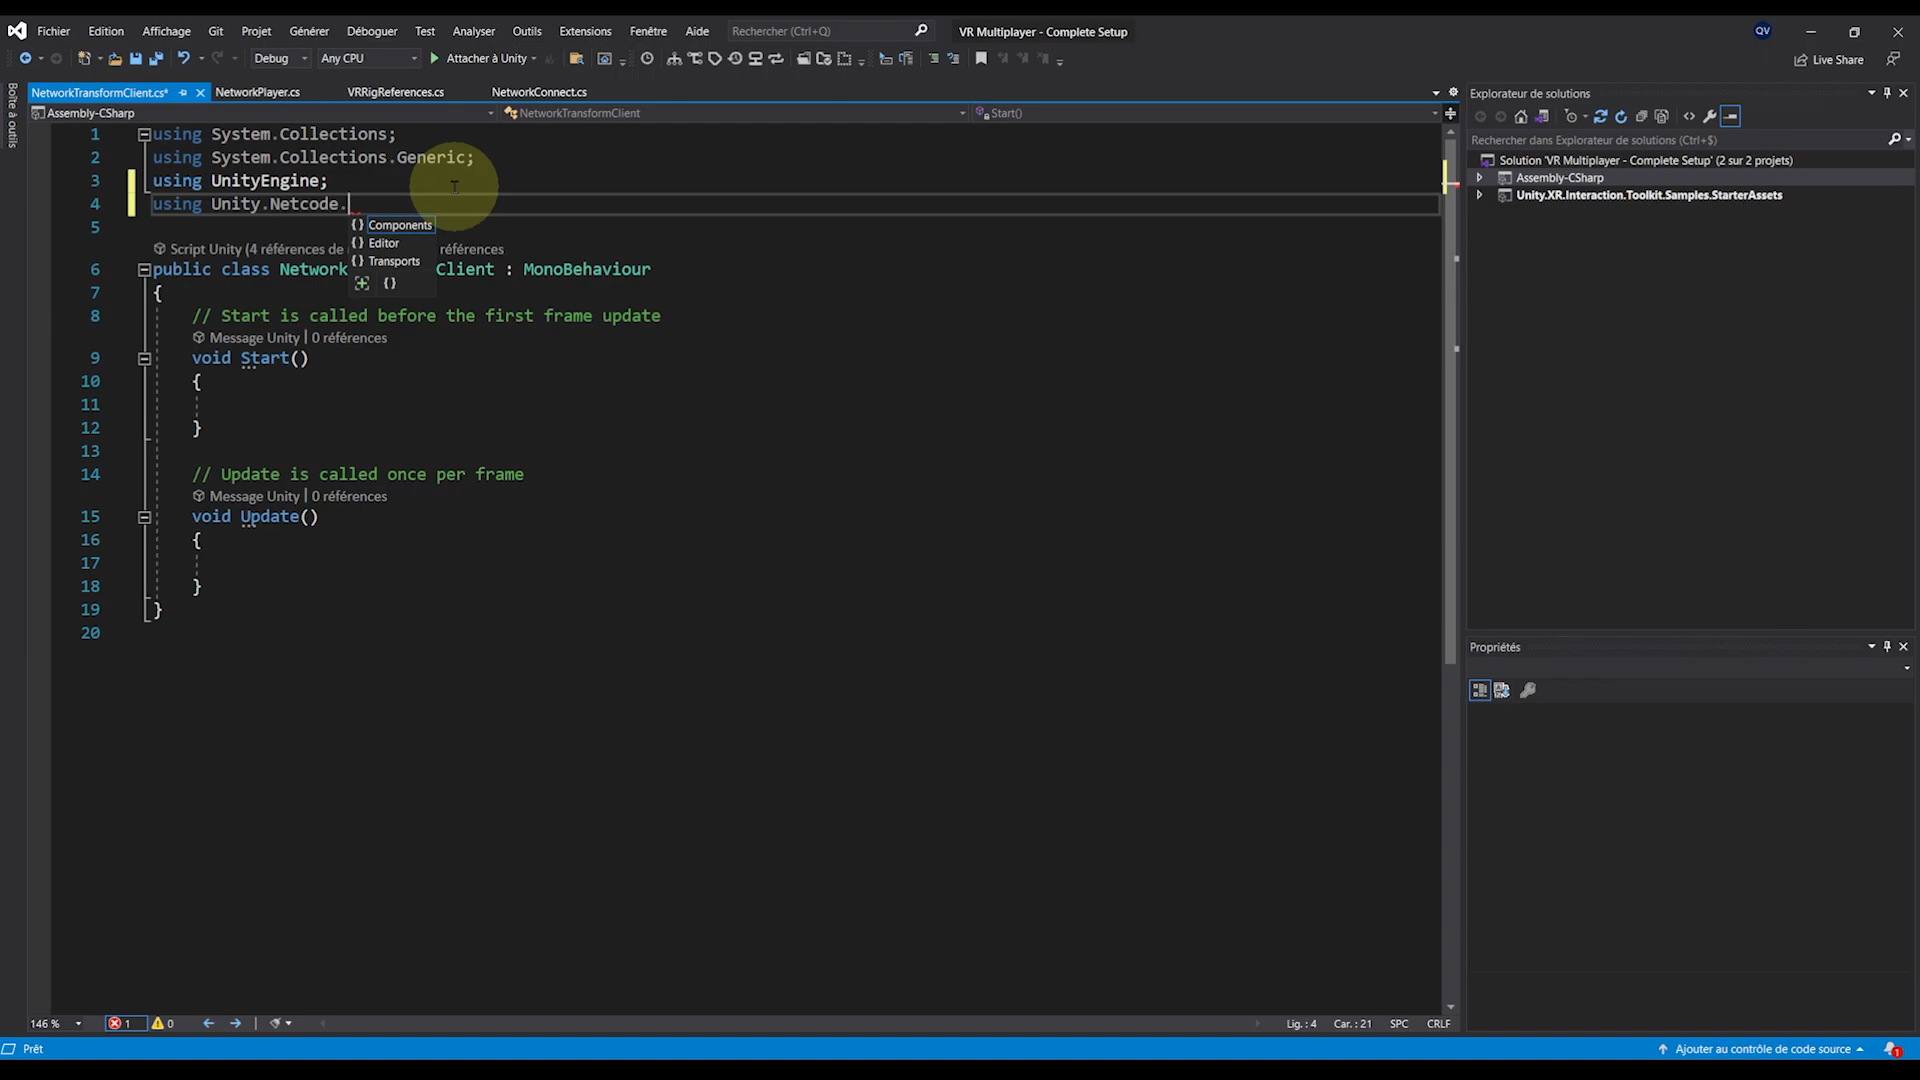 Fichier Edition Affichage Git Projet Générer Déboguer Test Analyser Outils Extensions Fenêtre Aide Rechercher (Ctrl+Q) VR Multiplayer - Complete Setup QV
Debug Any CPU Attacher à Unity Live Share
Boîte à outils
NetworkTransformClient.cs* NetworkPlayer.cs VRRigReferences.cs NetworkConnect.cs
Assembly-CSharp NetworkTransformClient Start()
1 using System.Collections;
2 using System.Collections.Generic;
3 using UnityEngine;
4 using Unity.Netcode.
{} Components
5
{} Editor
Script Unity (4 références de références
{} Transports
6 public class Network Client : MonoBehaviour
{}
7 {
8 // Start is called before the first frame update
Message Unity | 0 références
9 void Start()
10 {
11
12 }
13
14 // Update is called once per frame
Message Unity | 0 références
15 void Update()
16 {
17
18 }
19 }
20
146 % 1 0 Lig. : 4 Car. : 21 SPC CRLF
Explorateur de solutions
Rechercher dans Explorateur de solutions (Ctrl+$)
Solution 'VR Multiplayer - Complete Setup' (2 sur 2 projets)
Assembly-CSharp
Unity.XR.Interaction.Toolkit.Samples.StarterAssets
Propriétés
Prêt Ajouter au contrôle de code source 1